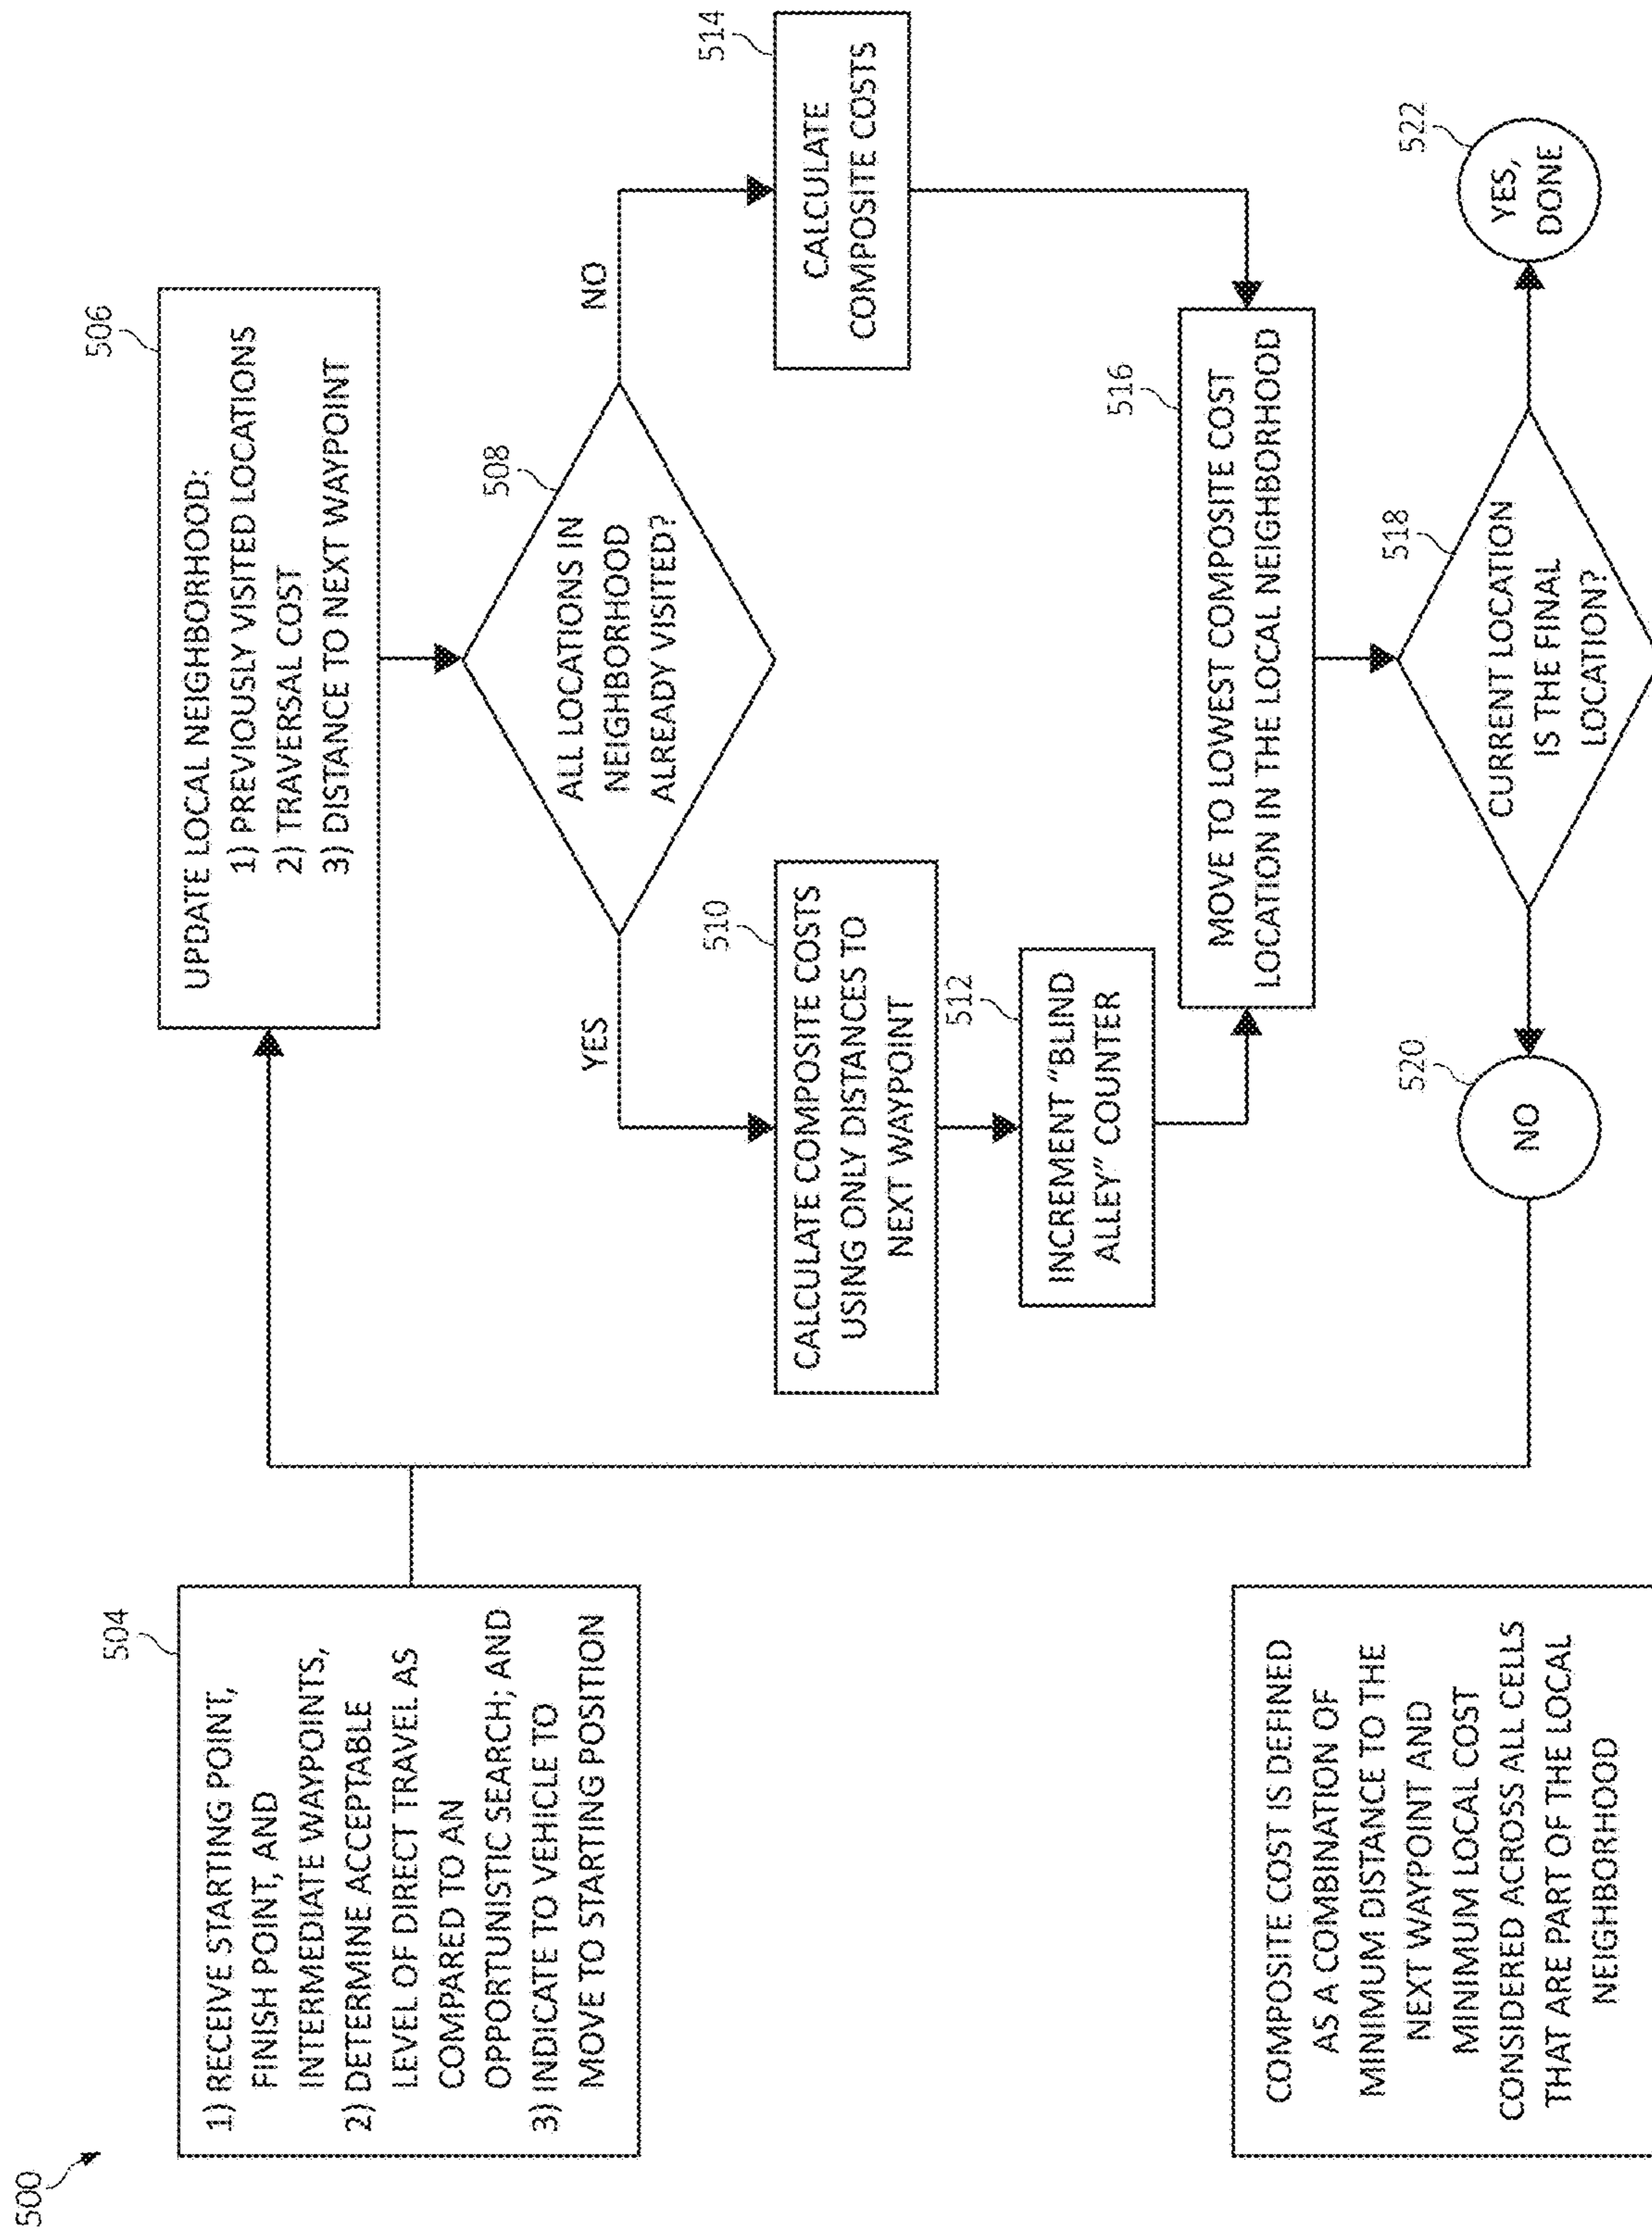 500
504
1) RECEIVE STARTING POINT,
FINISH POINT, AND
INTERMEDIATE WAYPOINTS,
2) DETERMINE ACCEPTABLE
LEVEL OF DIRECT TRAVEL AS
COMPARED TO AN
OPPORTUNISTIC SEARCH; AND
3) INDICATE TO VEHICLE TO
MOVE TO STARTING POSITION
506
UPDATE LOCAL NEIGHBORHOOD:
1) PREVIOUSLY VISITED LOCATIONS
2) TRAVERSAL COST
3) DISTANCE TO NEXT WAYPOINT
508
ALL LOCATIONS IN
NEIGHBORHOOD
ALREADY VISITED?
YES
NO
510
CALCULATE COMPOSITE COSTS
USING ONLY DISTANCES TO
NEXT WAYPOINT
512
INCREMENT "BLIND
ALLEY" COUNTER
514
CALCULATE
COMPOSITE COSTS
516
MOVE TO LOWEST COMPOSITE COST
LOCATION IN THE LOCAL NEIGHBORHOOD
518
CURRENT LOCATION
IS THE FINAL
LOCATION?
520
NO
522
YES,
DONE
COMPOSITE COST IS DEFINED
AS A COMBINATION OF
MINIMUM DISTANCE TO THE
NEXT WAYPOINT AND
MINIMUM LOCAL COST
CONSIDERED ACROSS ALL CELLS
THAT ARE PART OF THE LOCAL
NEIGHBORHOOD